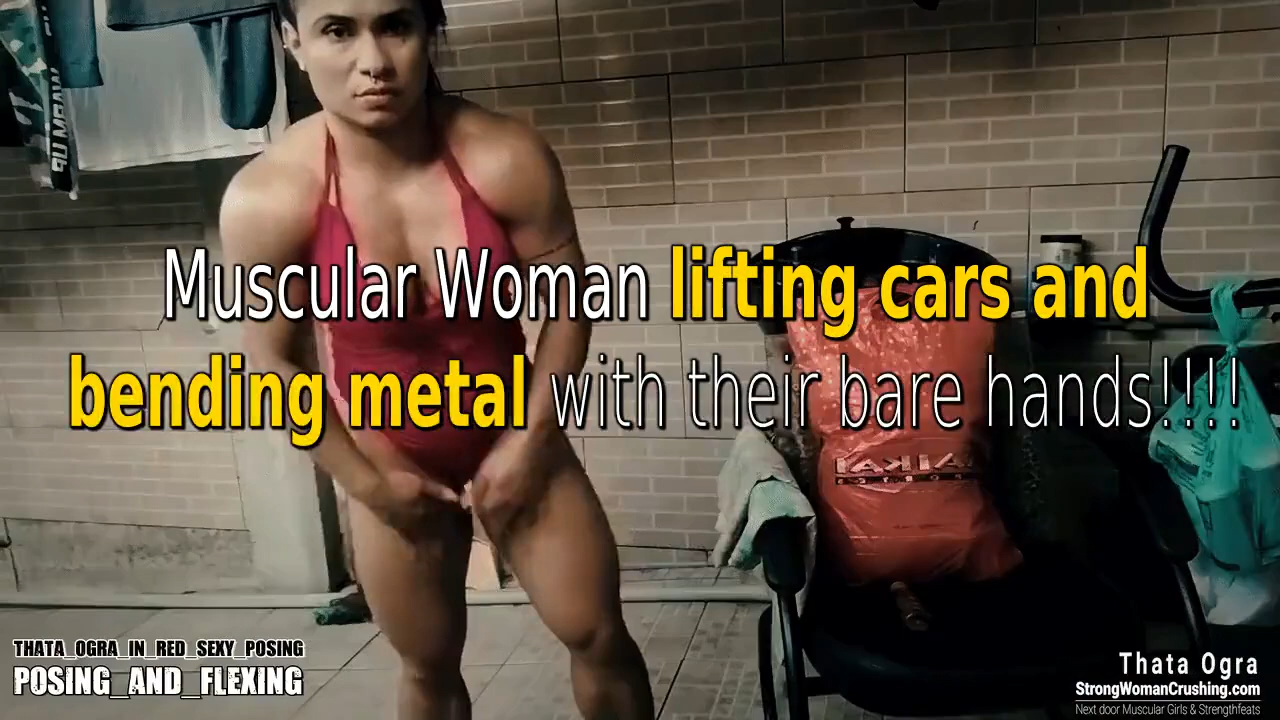 Muscular Woman lifting cars and
bending metal with their bare hands!!!!
THATA_OGRA_IN_RED_SEXY_POSING
POSING_AND_FLEXING
Thata Ogra
StrongWomanCrushing.com
Next door Muscular Girls & Strengthfeats